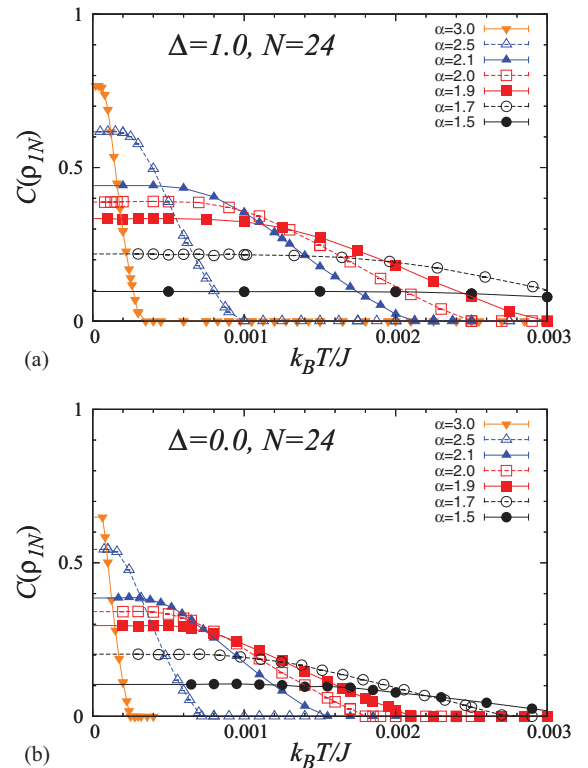 Δ=1.0, N=24
α=3.0
α=2.5
α=2.1
α=2.0
α=1.9
α=1.7
α=1.5
C(ρ1N)
1
0.5
0
0 0.001 0.002 0.003
kBT/J
(a)
Δ=0.0, N=24
α=3.0
α=2.5
α=2.1
α=2.0
α=1.9
α=1.7
α=1.5
C(ρ1N)
1
0.5
0
0 0.001 0.002 0.003
kBT/J
(b)